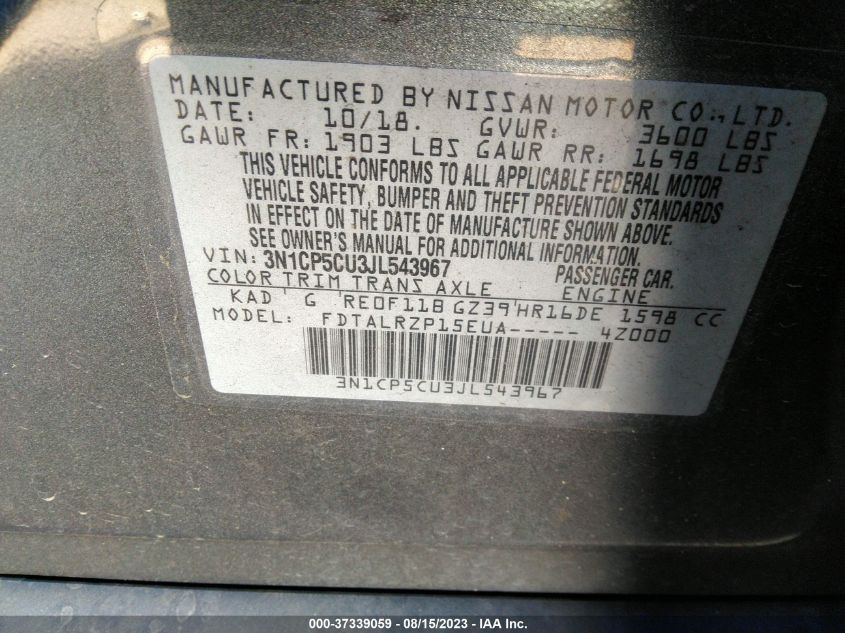 MANUFACTURED BY NISSAN MOTOR CO., LTD.
DATE: 10/18. GVWR: 3600 LBS
GAWR FR: 1903 LBS GAWR RR: 1698 LBS
THIS VEHICLE CONFORMS TO ALL APPLICABLE FEDERAL MOTOR
VEHICLE SAFETY, BUMPER AND THEFT PREVENTION STANDARDS
IN EFFECT ON THE DATE OF MANUFACTURE SHOWN ABOVE.
SEE OWNER'S MANUAL FOR ADDITIONAL INFORMATION.
VIN: 3N1CP5CU3JL543967 PASSENGER CAR.
COLOR TRIM TRANS AXLE ENGINE
KAD ' G 'RE0F11B GZ39'HR16DE 1598 CC
MODEL: FDTALRZP15EUA----- 4Z000
3N1CP5CU3JL543967
000-37339059 - 08/15/2023 - IAA Inc.